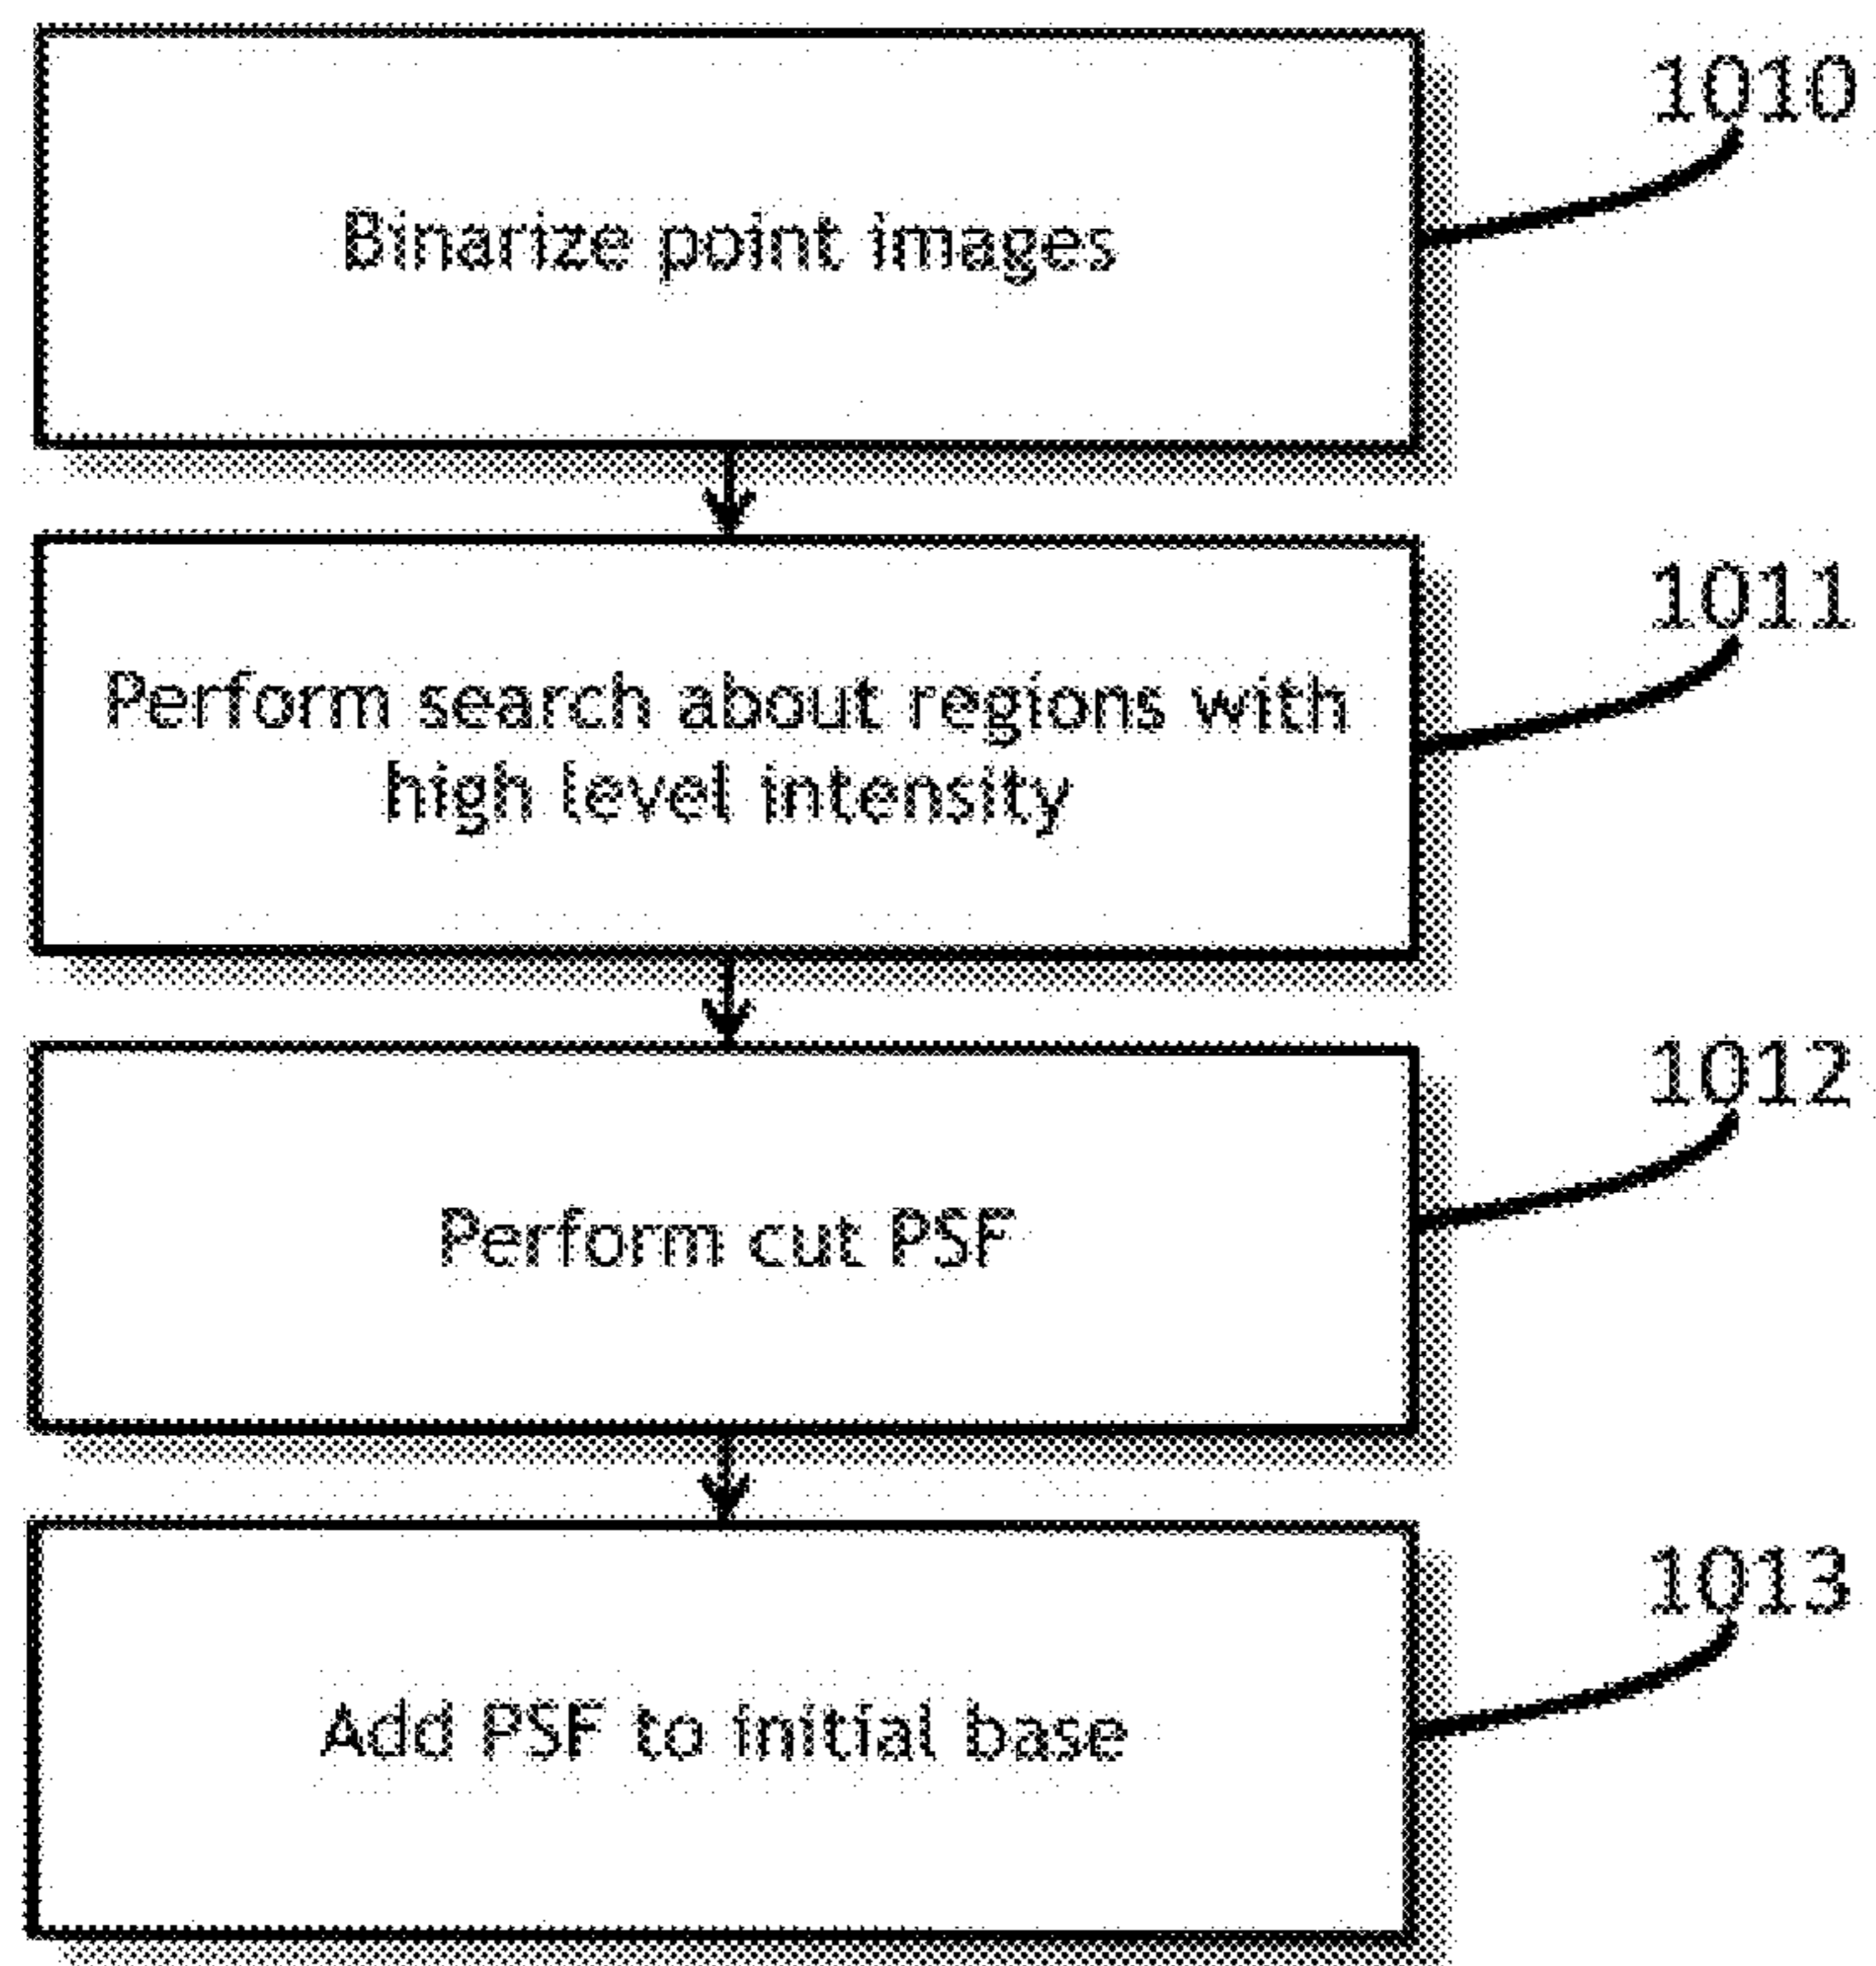 1010
Binarize point images
1011
Perform search about regions with
high level intensity
1012
Perform cut PSF
1013
Add PSF to initial base